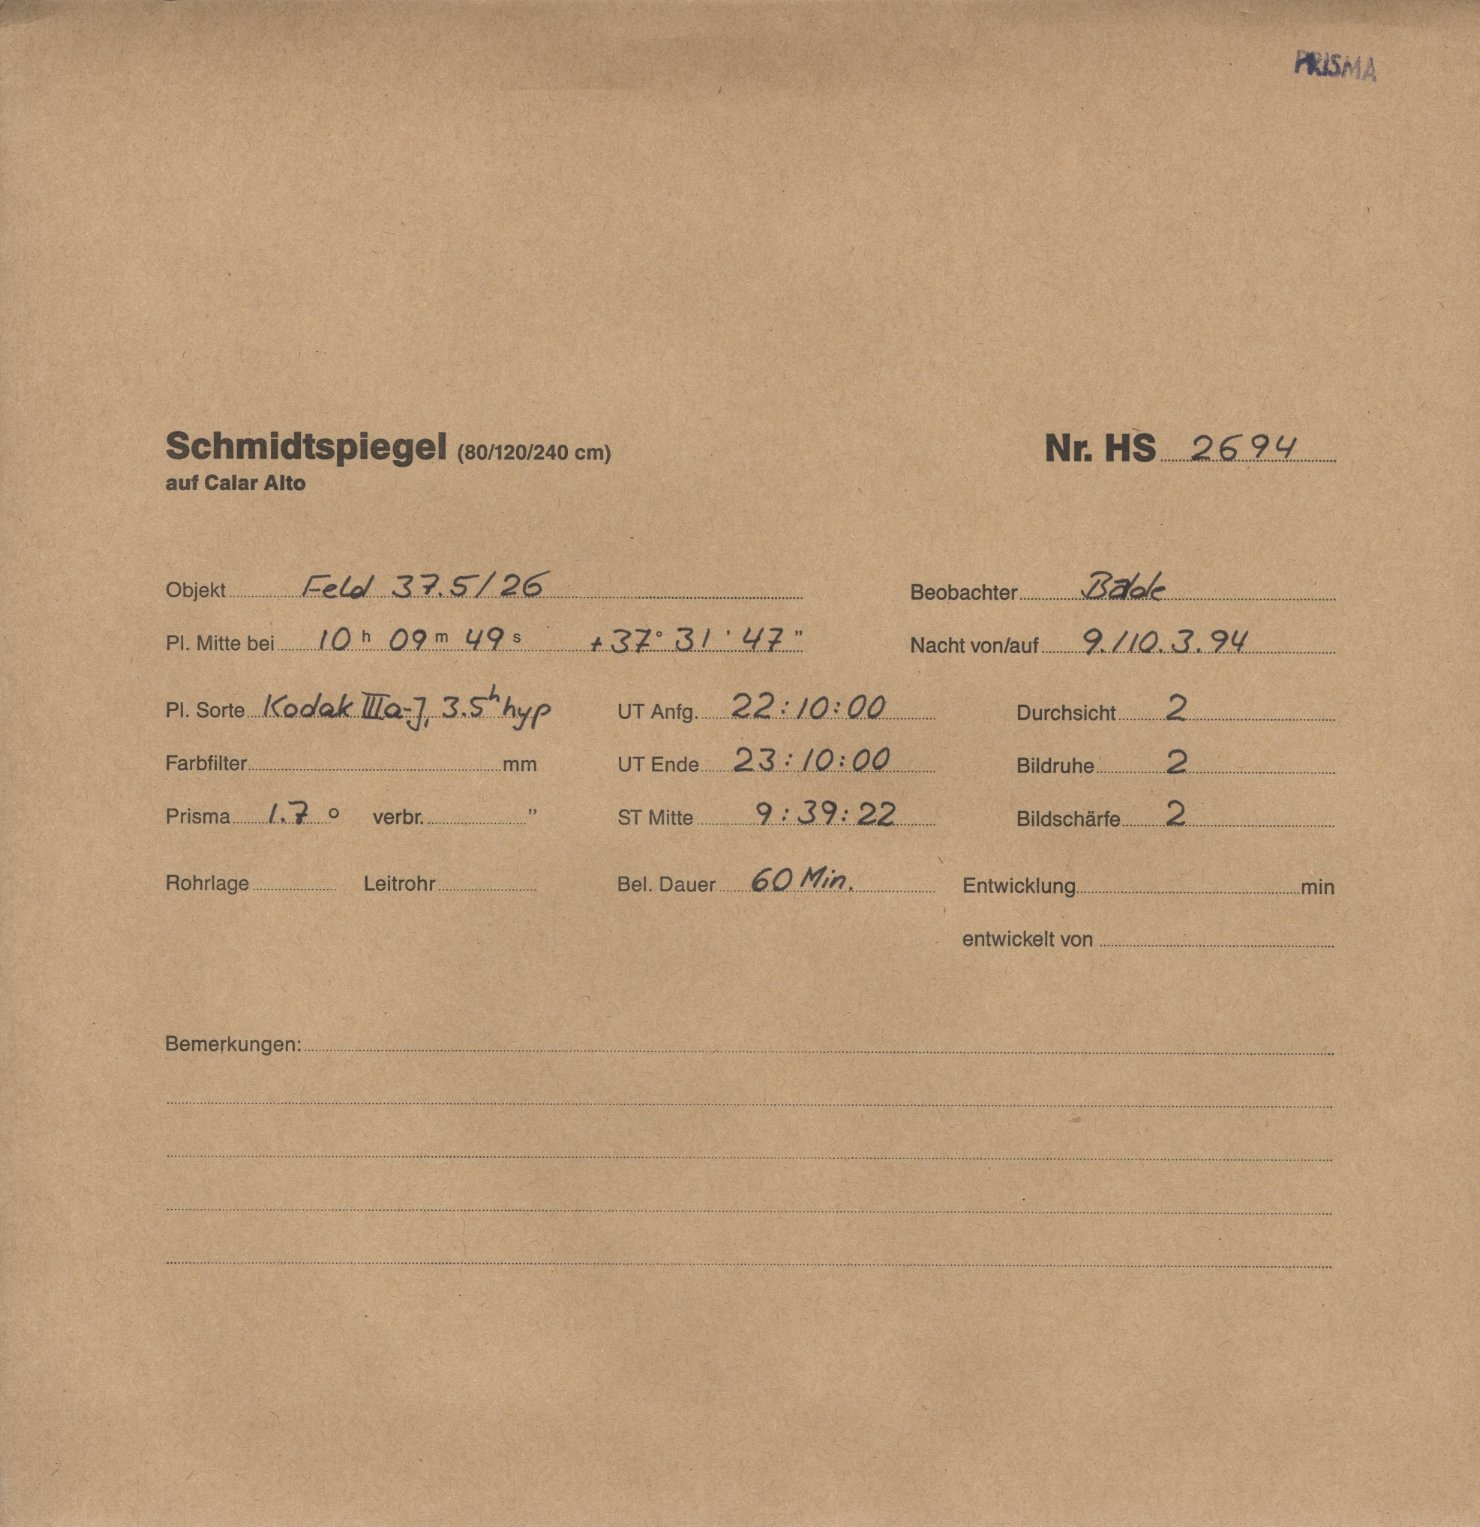 PRISMA
Schmidtspiegel (80/120/240 cm) Nr. HS 2694
auf Calar Alto
Objekt Feld 37.5/26 Beobachter Bade
Pl. Mitte bei 10 h 09 m 49 s +37° 31 ' 47 " Nacht von/auf 9./10.3.94
Pl. Sorte Kodak IIIa-J, 3.5h hyp UT Anfg. 22:10:00 Durchsicht 2
Farbfilter mm UT Ende 23:10:00 Bildruhe 2
Prisma 1.7 ° verbr. " ST Mitte 9:39:22 Bildschärfe 2
Rohrlage Leitrohr Bel. Dauer 60 Min. Entwicklung min
entwickelt von
Bemerkungen: